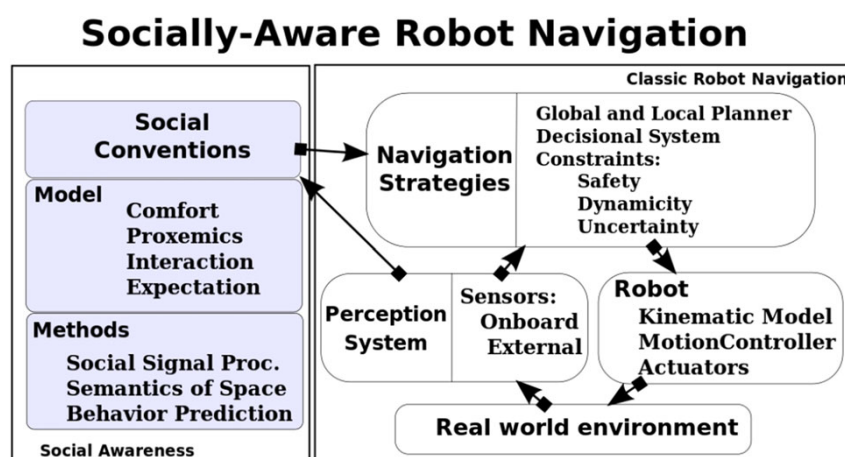 Socially-Aware Robot Navigation
Social
Conventions
Model
Comfort
Proxemics
Interaction
Expectation
Methods
Social Signal Proc.
Semantics of Space
Behavior Prediction
Social Awareness
Classic Robot Navigation
Navigation
Strategies
Global and Local Planner
Decisional System
Constraints:
Safety
Dynamicity
Uncertainty
Perception
System
Sensors:
Onboard
External
Robot
Kinematic Model
MotionController
Actuators
Real world environment